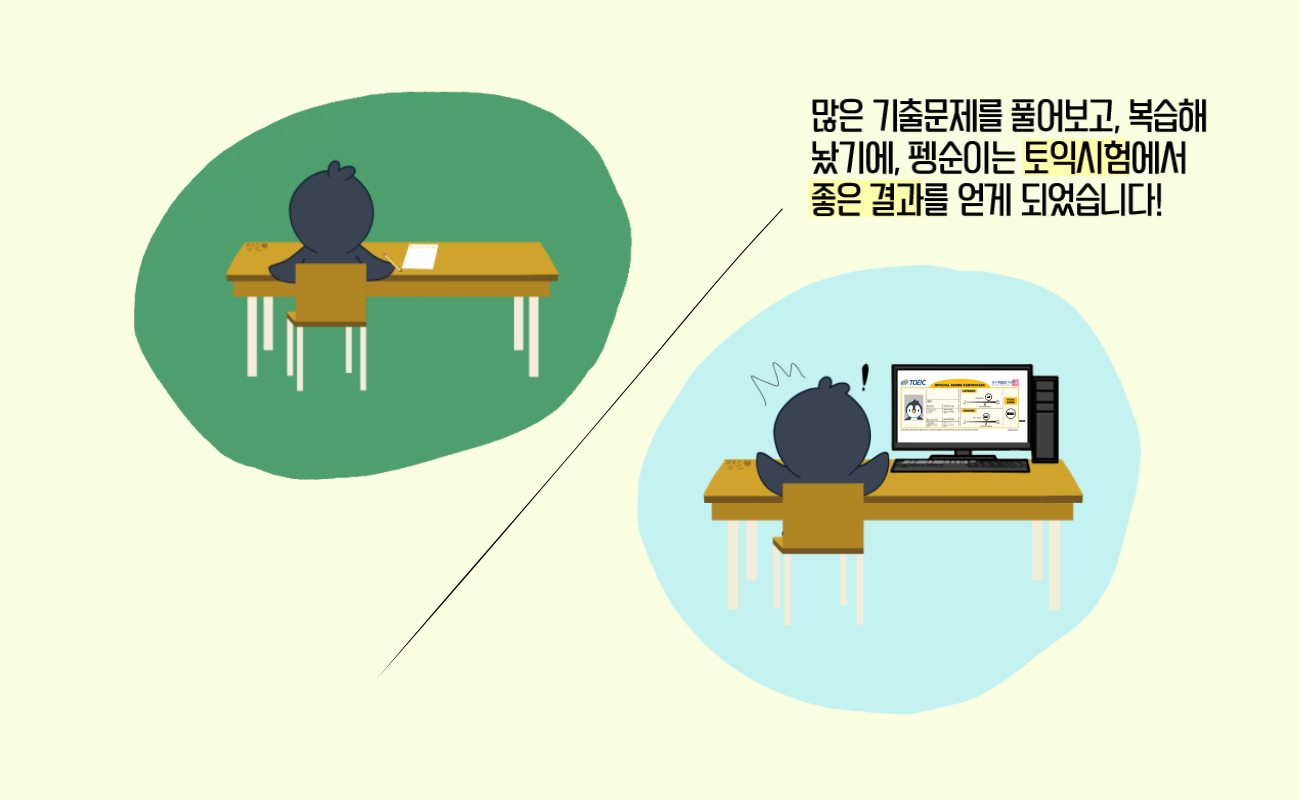 많은 기출문제를 풀어보고, 복습해
놨기에, 펭순이는 토익시험에서
좋은 결과를 얻게 되었습니다!
TOEIC
OFFICIAL SCORE CERTIFICATE